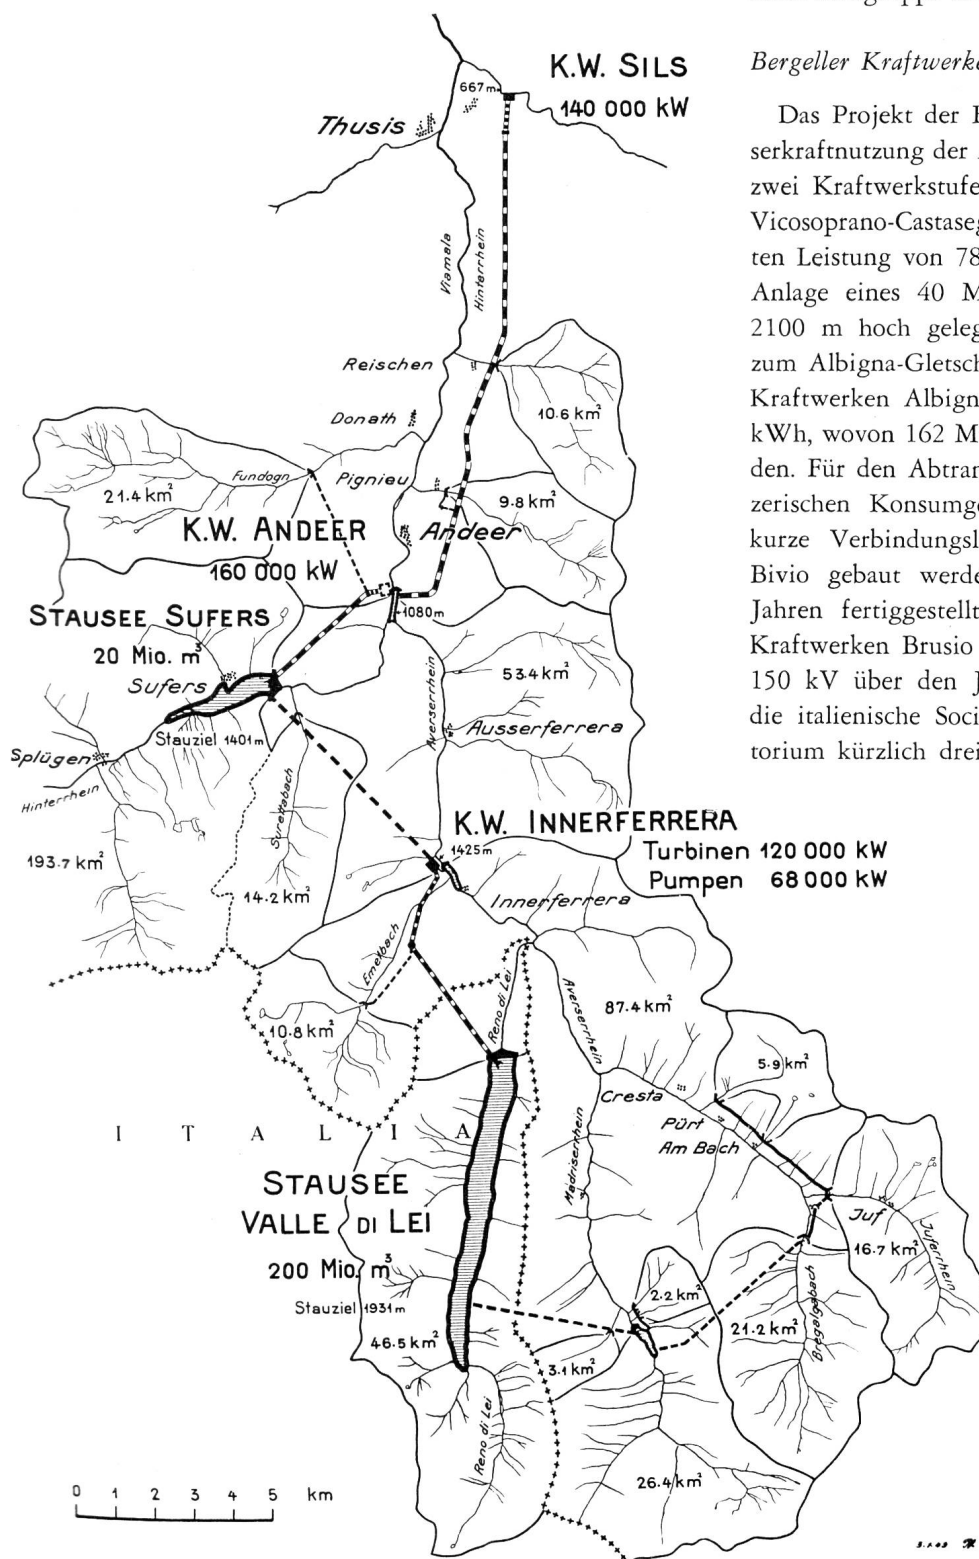 Bergeller Kraftwerke
Das Projekt der
serkraftnutzung der
zwei Kraftwerkstufe
Vicosoprano-Castaseg
ten Leistung von 78
Anlage eines 40 M
2100 m hoch geleg
zum Albigna-Gletsch
Kraftwerken Albign
kWh, wovon 162 M
den. Für den Abtran
zerischen Konsumge
kurze Verbindungsl
Bivio gebaut werde
Jahren fertiggestellt
Kraftwerken Brusio
150 kV über den J
die italienische Soci
torium kürzlich drei
K.W. SILS
140 000 kW
667 m
Thusis
Viamala
Hinterrhein
Reischen
10.6 km²
Donath
Fundogn
Pignieu
21.4 km²
9.8 km²
K.W. ANDEER
160 000 kW
Andeer
1080 m
STAUSEE SUFERS
20 Mio. m³
Sufers
Stauziel 1401 m
53.4 km²
Averserrhein
Ausserferrera
Splügen
Hinterrhein
Surettabach
193.7 km²
14.2 km²
K.W. INNERFERRERA
1425 m
Turbinen 120 000 kW
Pumpen 68 000 kW
Innerferrera
Emetbach
10.8 km²
Reno di Lei
Averserrhein
87.4 km²
5.9 km²
Cresta
Pürt
Am Bach
ITALIA
Madriserrhein
STAUSEE
VALLE DI LEI
200 Mio. m³
Stauziel 1931 m
Juf
16.7 km²
Juferrhein
2.2 km²
21.2 km²
Bregalgabach
46.5 km²
3.1 km²
Reno di Lei
26.4 km²
0 1 2 3 4 5 km